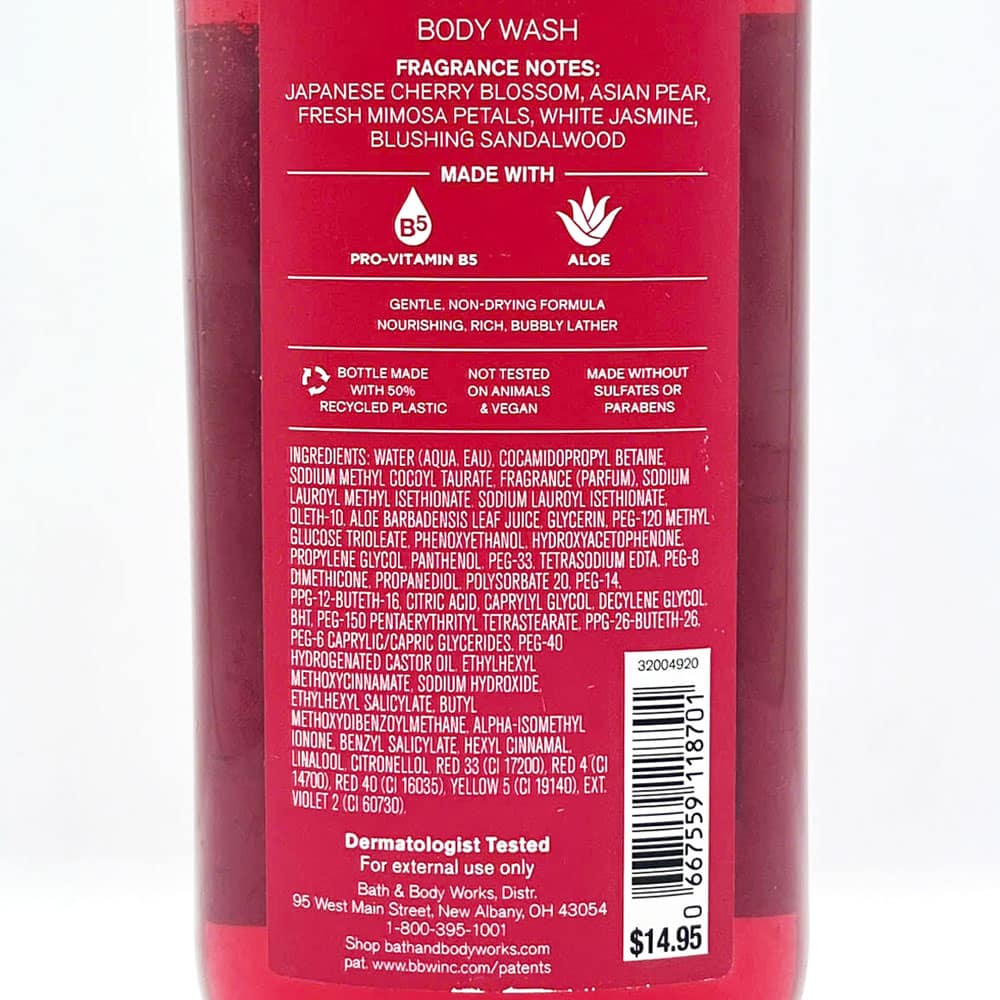 BODY WASH
FRAGRANCE NOTES:
JAPANESE CHERRY BLOSSOM, ASIAN PEAR,
FRESH MIMOSA PETALS, WHITE JASMINE,
BLUSHING SANDALWOOD
MADE WITH
B5
PRO-VITAMIN B5
ALOE
GENTLE, NON-DRYING FORMULA
NOURISHING, RICH, BUBBLY LATHER
BOTTLE MADE
WITH 50%
RECYCLED PLASTIC
NOT TESTED
ON ANIMALS
& VEGAN
MADE WITHOUT
SULFATES OR
PARABENS
INGREDIENTS: WATER (AQUA, EAU), COCAMIDOPROPYL BETAINE,
SODIUM METHYL COCOYL TAURATE, FRAGRANCE (PARFUM), SODIUM
LAUROYL METHYL ISETHIONATE, SODIUM LAUROYL ISETHIONATE,
OLETH-10, ALOE BARBADENSIS LEAF JUICE, GLYCERIN, PEG-120 METHYL
GLUCOSE TRIOLEATE, PHENOXYETHANOL, HYDROXYACETOPHENONE,
PROPYLENE GLYCOL, PANTHENOL, PEG-33, TETRASODIUM EDTA, PEG-8
DIMETHICONE, PROPANEDIOL, POLYSORBATE 20, PEG-14,
PPG-12-BUTETH-16, CITRIC ACID, CAPRYLYL GLYCOL, DECYLENE GLYCOL,
BHT, PEG-150 PENTAERYTHRITYL TETRASTEARATE, PPG-26-BUTETH-26,
PEG-6 CAPRYLIC/CAPRIC GLYCERIDES, PEG-40
HYDROGENATED CASTOR OIL, ETHYLHEXYL
METHOXYCINNAMATE, SODIUM HYDROXIDE,
ETHYLHEXYL SALICYLATE, BUTYL
METHOXYDIBENZOYLMETHANE, ALPHA-ISOMETHYL
IONONE, BENZYL SALICYLATE, HEXYL CINNAMAL,
LINALOOL, CITRONELLOL, RED 33 (CI 17200), RED 4 (CI
14700), RED 40 (CI 16035), YELLOW 5 (CI 19140), EXT.
VIOLET 2 (CI 60730).
32004920
0 667559 118701
$14.95
Dermatologist Tested
For external use only
Bath & Body Works, Distr.
95 West Main Street, New Albany, OH 43054
1-800-395-1001
Shop bathandbodyworks.com
pat. www.bbwinc.com/patents